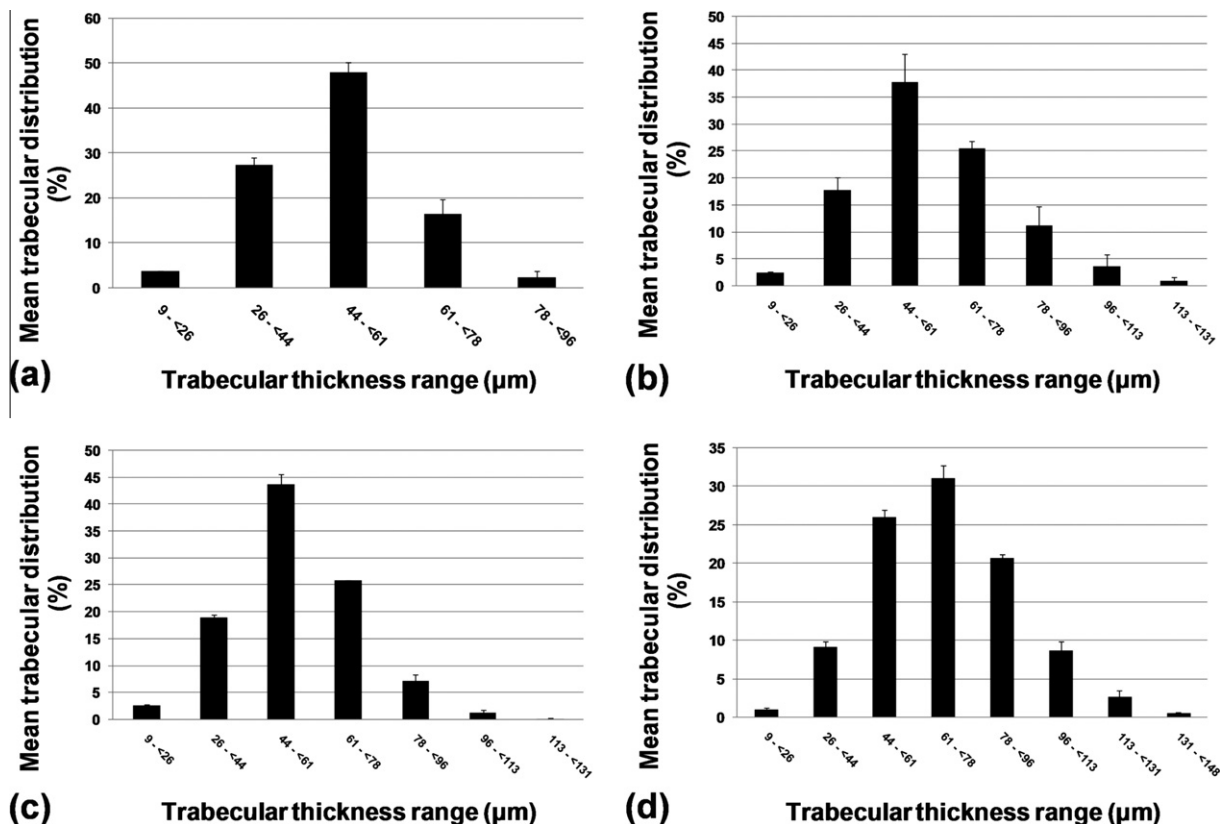 Mean trabecular distribution
(%)
60
50
40
30
20
10
0
9 - <26
26 - <44
44 - <61
61 - <78
78 - <96
Trabecular thickness range (µm)
(a)
Mean trabecular distribution
(%)
50
45
40
35
30
25
20
15
10
5
0
9 - <26
26 - <44
44 - <61
61 - <78
78 - <96
96 - <113
113 - <131
Trabecular thickness range (µm)
(b)
Mean trabecular distribution
(%)
50
45
40
35
30
25
20
15
10
5
0
9 - <26
26 - <44
44 - <61
61 - <78
78 - <96
96 - <113
113 - <131
Trabecular thickness range (µm)
(c)
Mean trabecular distribution
(%)
35
30
25
20
15
10
5
0
9 - <26
26 - <44
44 - <61
61 - <78
78 - <96
96 - <113
113 - <131
131 - <148
Trabecular thickness range (µm)
(d)